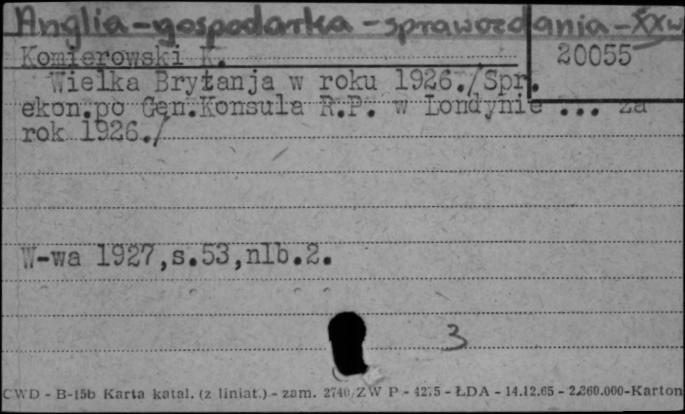 Anglia - gospodarka - sprawozdania - XXw
Komierowski K. 20055
Wielka Brytanja w roku 1926./Spr.
ekon.po Gen.Konsula R.P. w Londynie ... za
rok 1926./
W-wa 1927,s.53,nlb.2.
3
CWD - B-15b Karta katal. (z liniat.) - zam. 2740/ZW P - 4275 - ŁDA - 14.12.65 - 2.260.000-Karton